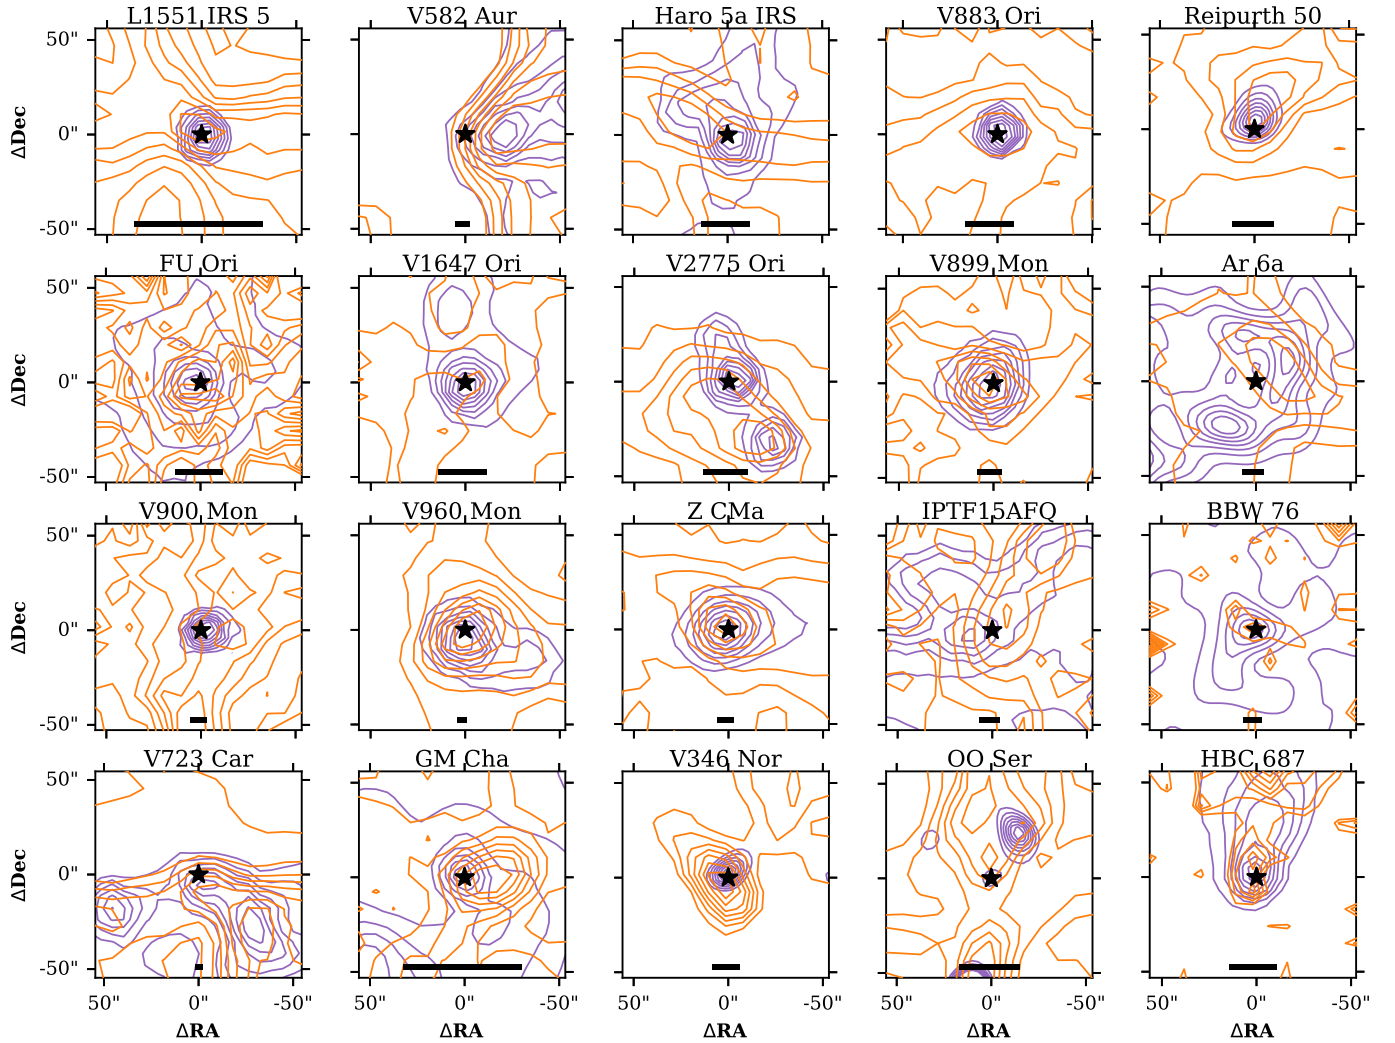 L1551 IRS 5 V582 Aur Haro 5a IRS V883 Ori Reipurth 50
50"
ΔDec 0"
-50"
FU Ori V1647 Ori V2775 Ori V899 Mon Ar 6a
50"
ΔDec 0"
-50"
V900 Mon V960 Mon Z CMa IPTF15AFQ BBW 76
50"
ΔDec 0"
-50"
V723 Car GM Cha V346 Nor OO Ser HBC 687
50"
ΔDec 0"
-50"
50" 0" -50" 50" 0" -50" 50" 0" -50" 50" 0" -50" 50" 0" -50"
ΔRA ΔRA ΔRA ΔRA ΔRA